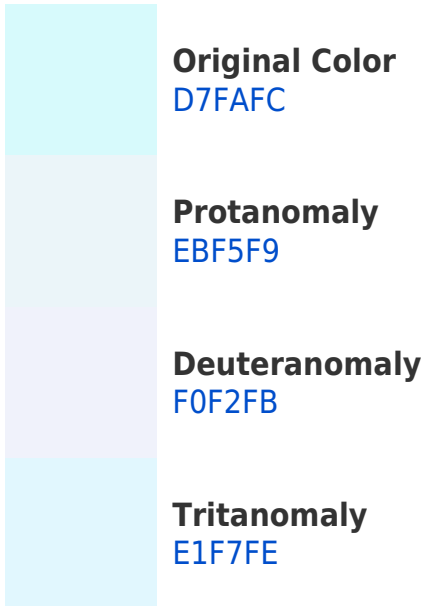 Original Color
D7FAFC
Protanomaly
EBF5F9
Deuteranomaly
F0F2FB
Tritanomaly
E1F7FE